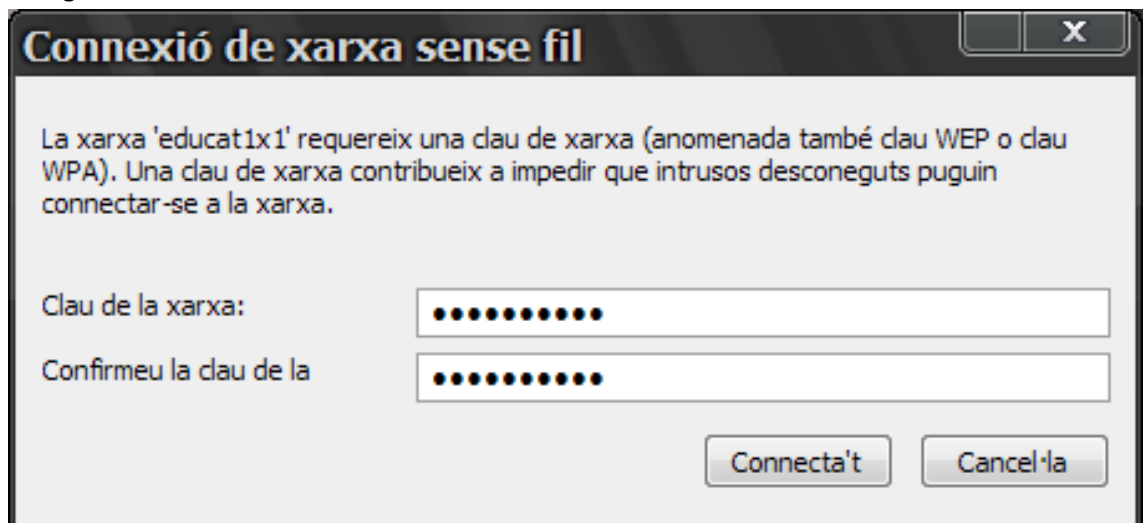 Connexió de xarxa sense fil
x
La xarxa 'educat1x1' requereix una clau de xarxa (anomenada també clau WEP o clau
WPA). Una clau de xarxa contribueix a impedir que intrusos desconeguts puguin
connectar-se a la xarxa.
Clau de la xarxa: ••••••••••
Confirmeu la clau de la ••••••••••
Connecta't Cancel·la